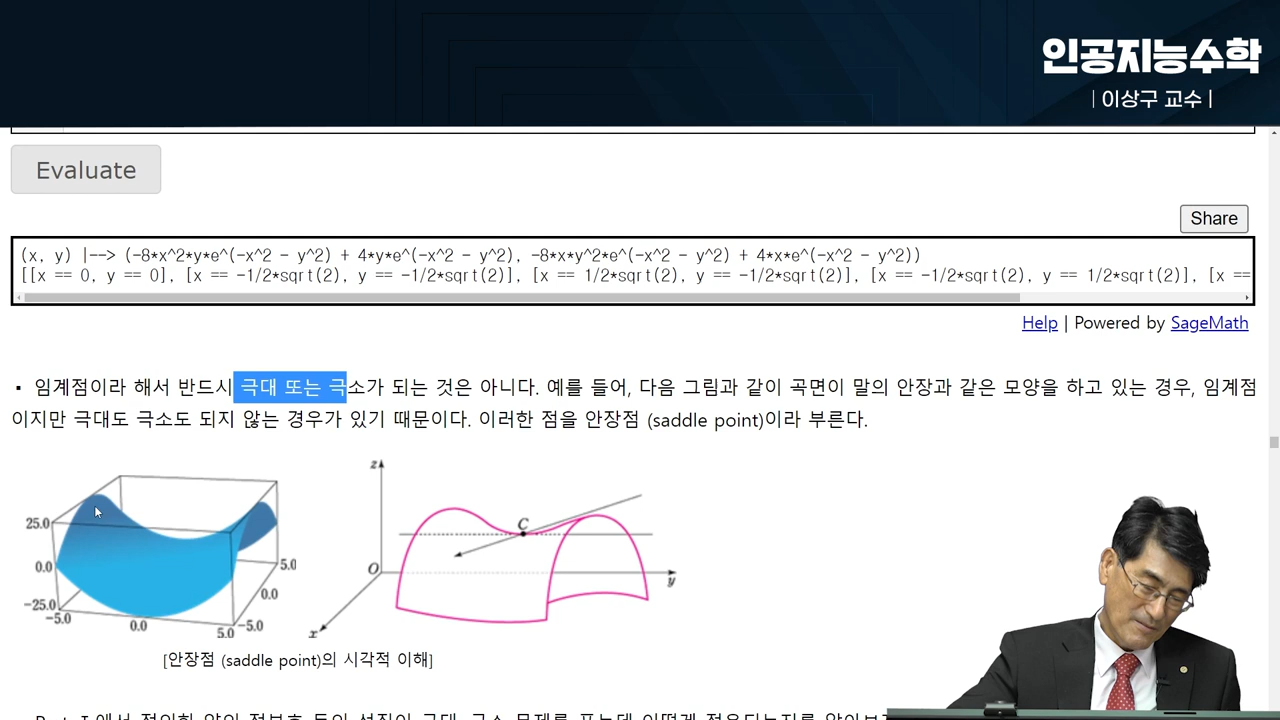 인공지능수학
| 이상구 교수 |
Evaluate
Share
(x, y) |--> (-8*x^2*y*e^(-x^2 - y^2) + 4*y*e^(-x^2 - y^2), -8*x*y^2*e^(-x^2 - y^2) + 4*x*e^(-x^2 - y^2))
[[x == 0, y == 0], [x == -1/2*sqrt(2), y == -1/2*sqrt(2)], [x == 1/2*sqrt(2), y == -1/2*sqrt(2)], [x == -1/2*sqrt(2), y == 1/2*sqrt(2)], [x ==
Help | Powered by SageMath
▪ 임계점이라 해서 반드시 극대 또는 극소가 되는 것은 아니다. 예를 들어, 다음 그림과 같이 곡면이 말의 안장과 같은 모양을 하고 있는 경우, 임계점
이지만 극대도 극소도 되지 않는 경우가 있기 때문이다. 이러한 점을 안장점 (saddle point)이라 부른다.
25.0
0.0
-25.0
-5.0
0.0
5.0
-5.0
0.0
5.0
z
C
O
y
x
[안장점 (saddle point)의 시각적 이해]